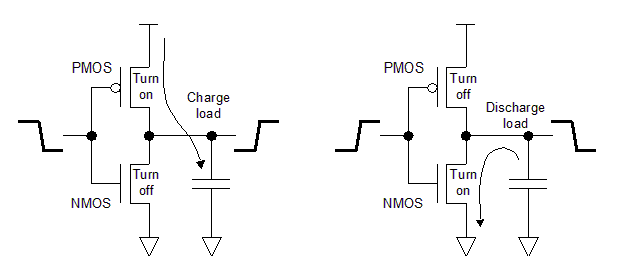 PMOS
Turn
on
Charge
load
Turn
off
NMOS
PMOS
Turn
off
Discharge
load
Turn
on
NMOS